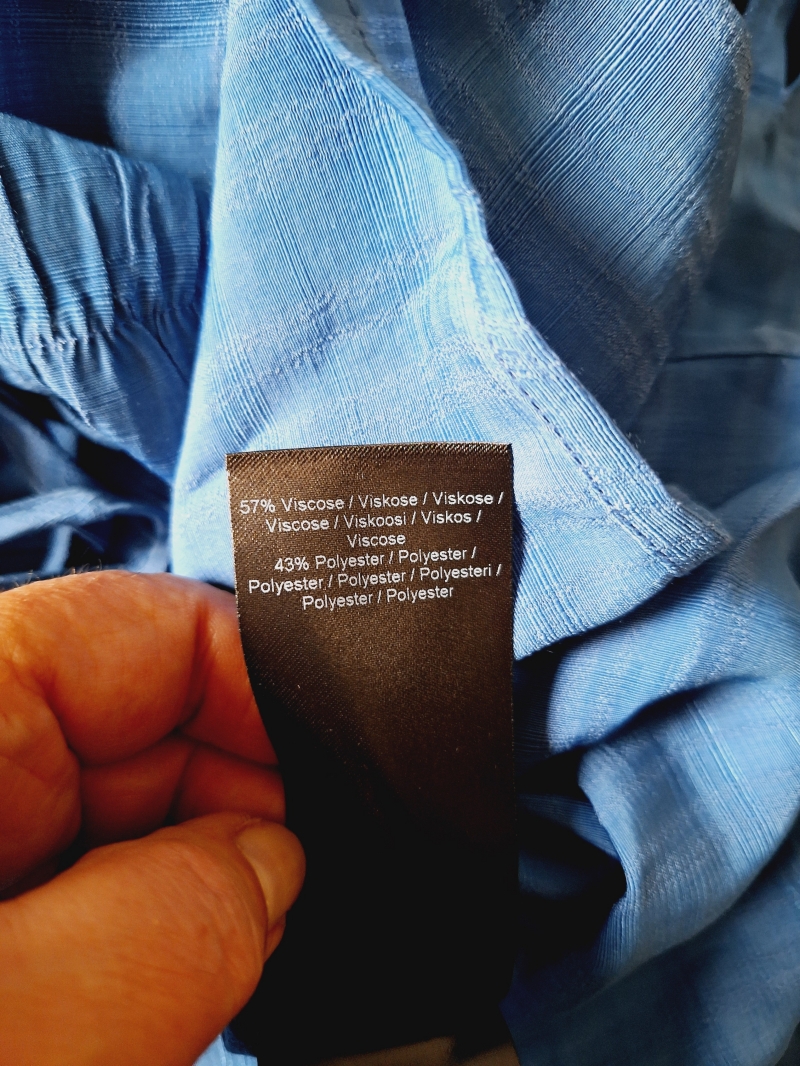 57% Viscose / Viskose / Viskose /
Viscose / Viskoosi / Viskos /
Viscose
43% Polyester / Polyester /
Polyester / Polyester / Polyesteri /
Polyester / Polyester